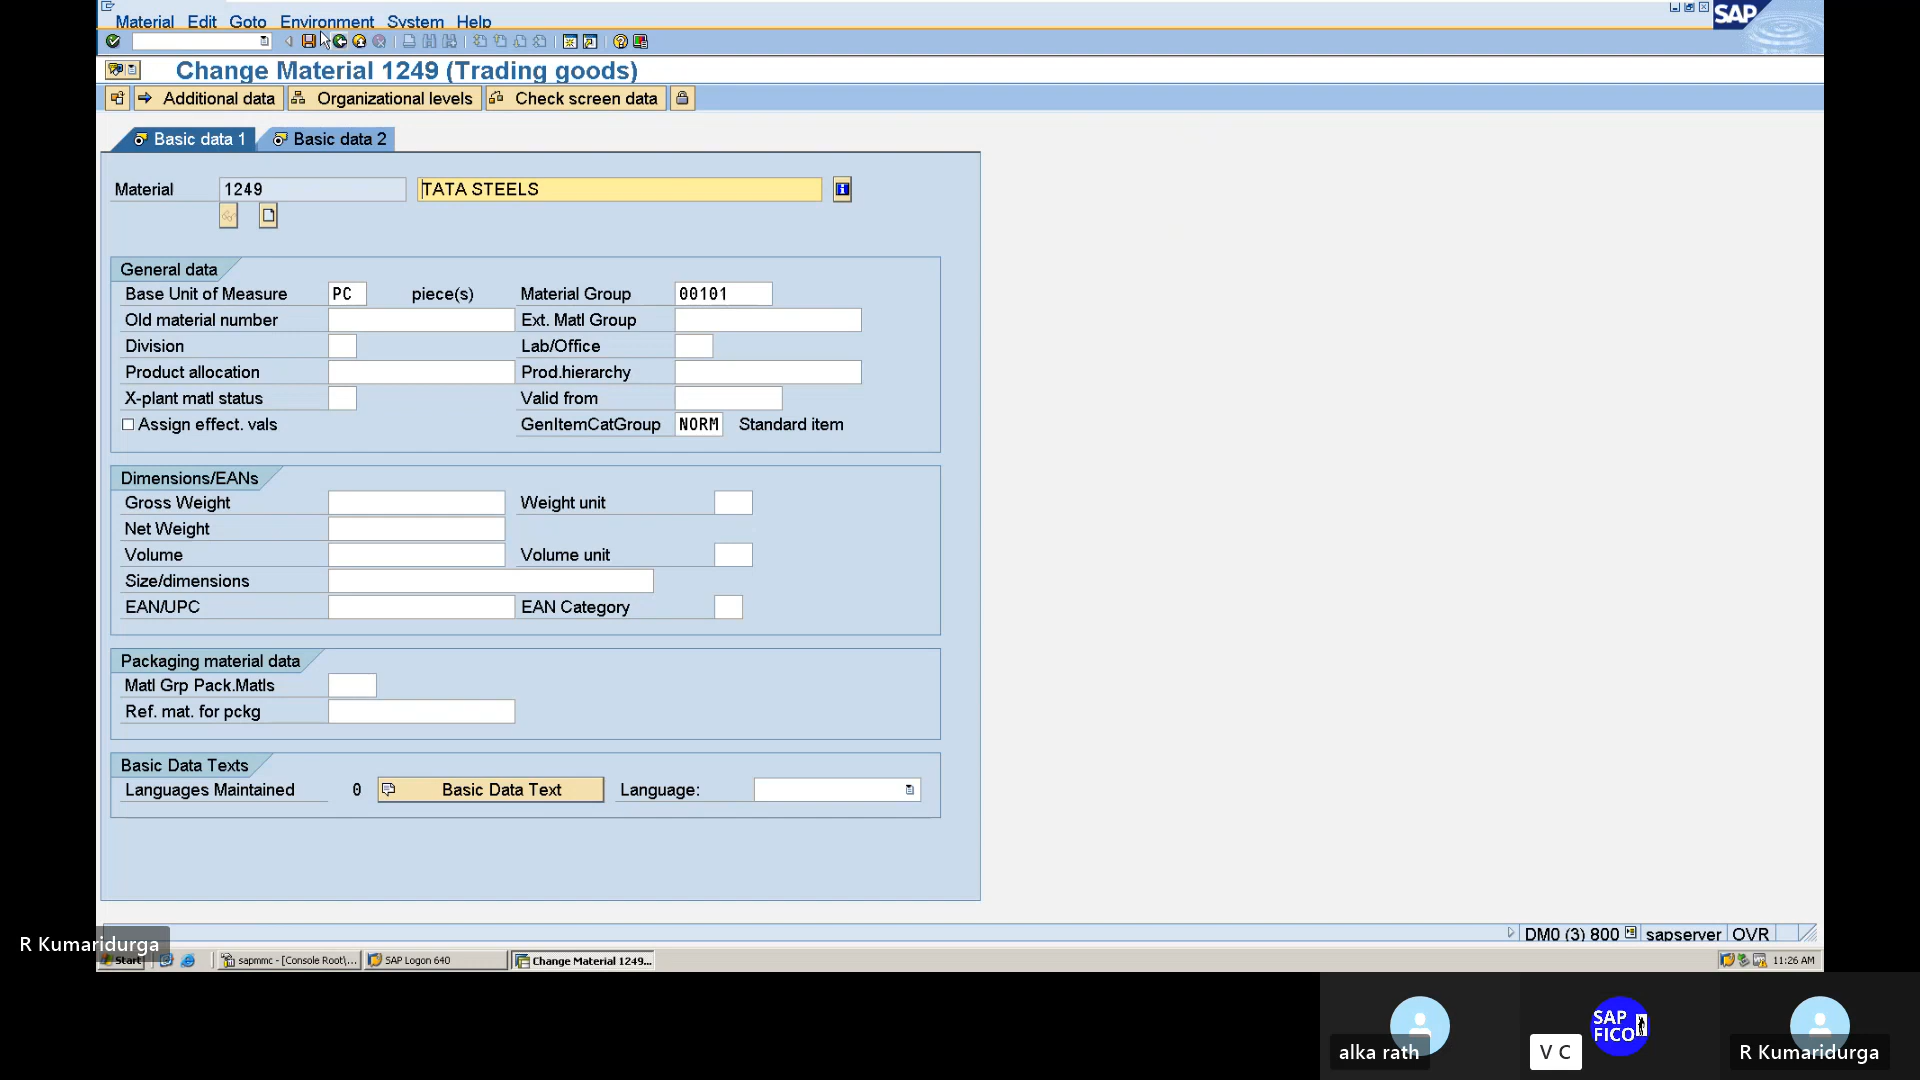 Material Edit Goto Environment System Help
SAP
Change Material 1249 (Trading goods)
Additional data Organizational levels Check screen data
Basic data 1 Basic data 2
Material 1249 TATA STEELS
General data
Base Unit of Measure PC piece(s) Material Group 00101
Old material number Ext. Matl Group
Division Lab/Office
Product allocation Prod.hierarchy
X-plant matl status Valid from
Assign effect. vals GenItemCatGroup NORM Standard item
Dimensions/EANs
Gross Weight Weight unit
Net Weight
Volume Volume unit
Size/dimensions
EAN/UPC EAN Category
Packaging material data
Matl Grp Pack.Matls
Ref. mat. for pckg
Basic Data Texts
Languages Maintained 0 Basic Data Text Language:
DM0 (3) 800 sapserver OVR
R Kumaridurga
Start sapmmc - [Console Root\... SAP Logon 640 Change Material 1249... 11:26 AM
SAP
FICO
alka rath V C R Kumaridurga